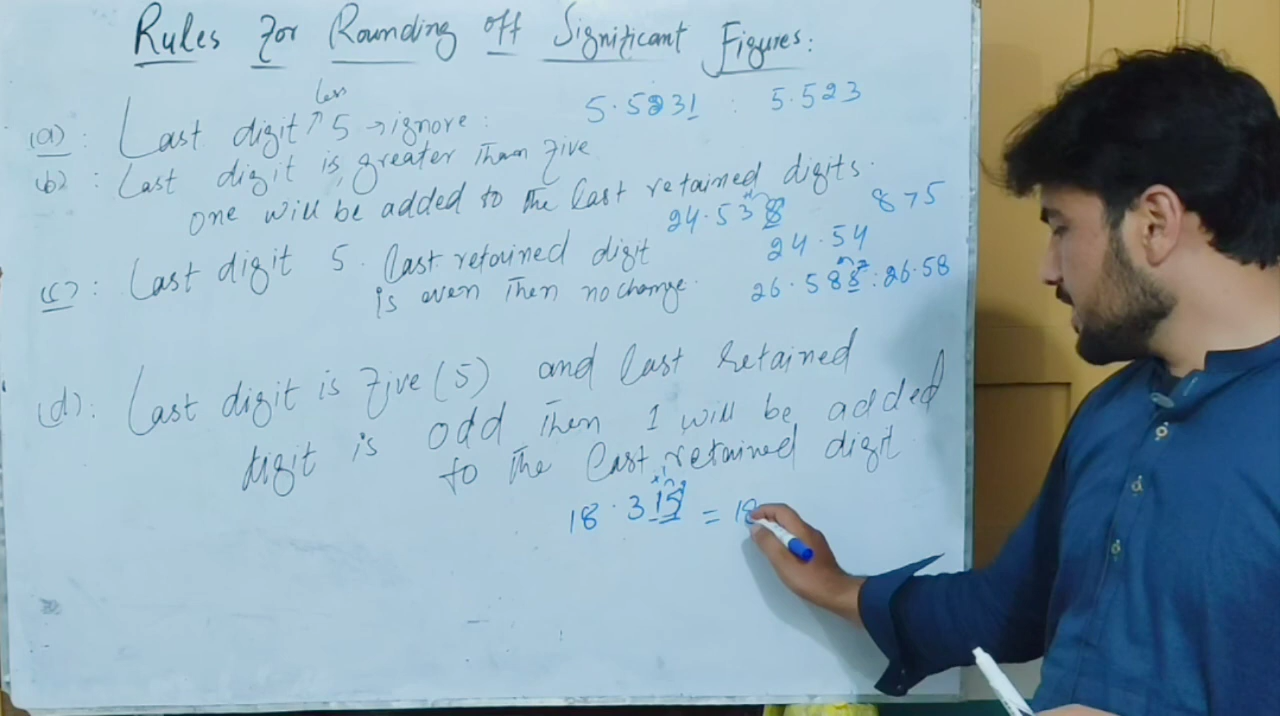 Rules For Rounding off Significant Figures:
(a): Last digit less 5 → ignore: 5.5231 : 5.523
(b): Last digit is greater than five
one will be added to the last retained digits.
24.538 8>5
24.54
(c): Last digit 5. last retained digit
is even then no change. 26.588 : 26.58
(d): Last digit is five (5) and last retained
digit is odd then 1 will be added
to the last retained digit
18.315 = 18